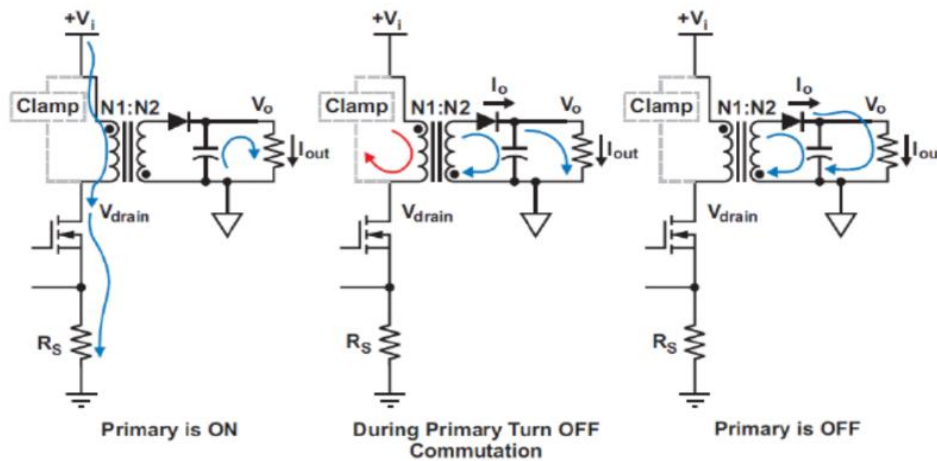 +Vi
+Vi
+Vi
Clamp N1:N2 Vo
Clamp N1:N2 Io Vo
Clamp N1:N2 Io Vo
Iout
Iout
Iou
Vdrain
Vdrain
Vdrain
RS
RS
RS
Primary is ON
During Primary Turn OFF
Commutation
Primary is OFF